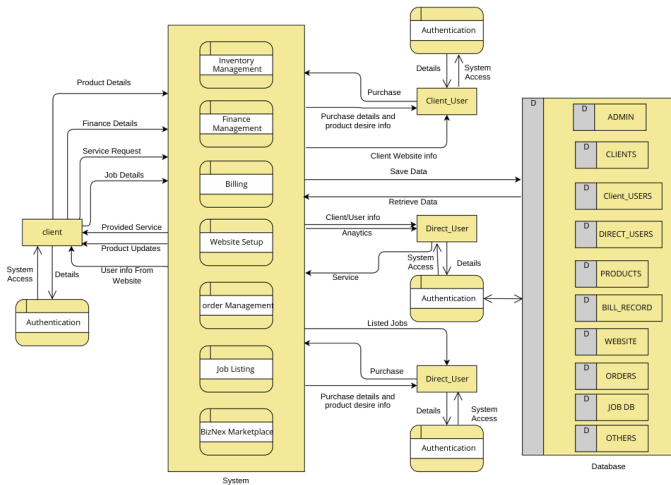 Authentication
Details
System
Access
Inventory
Management
Product Details
Purchase
Client_User
Finance Details
Finance
Management
Purchase details and
product desire info
Service Request
Client Website info
Job Details
Billing
Save Data
Retrieve Data
client
Provided Service
Product Updates
User info From
Website
System
Access
Details
Authentication
Website Setup
Client/User info
Anaytics
Direct_User
System
Access
Details
Service
Authentication
order Management
Listed Jobs
Job Listing
Purchase
Direct_User
Purchase details and
product desire info
Details
System
Access
Authentication
BizNex Marketplace
System
D
D
ADMIN
D
CLIENTS
D
Client_USERS
D
DIRECT_USERS
D
PRODUCTS
D
BILL_RECORD
D
WEBSITE
D
ORDERS
D
JOB DB
D
OTHERS
Database